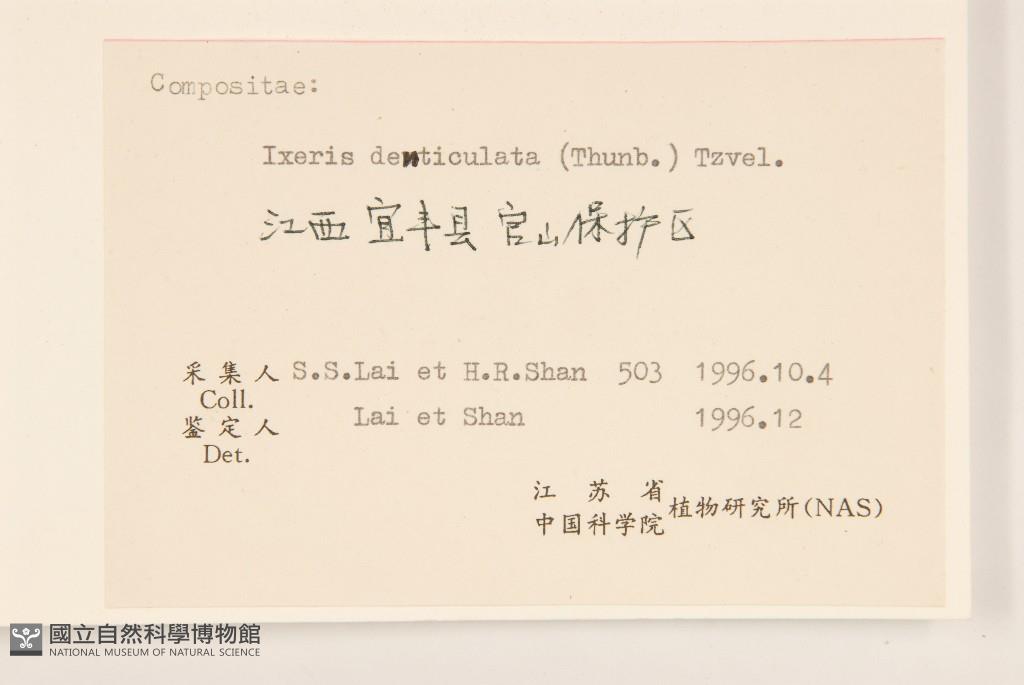 Compositae:
Ixeris denticulata (Thunb.) Tzvel.
江西 宜丰县 官山保护区
采集人 S.S.Lai et H.R.Shan 503 1996.10.4
Coll.
鉴定人 Lai et Shan 1996.12
Det.
江苏省
中国科学院 植物研究所(NAS)
國立自然科學博物館
NATIONAL MUSEUM OF NATURAL SCIENCE